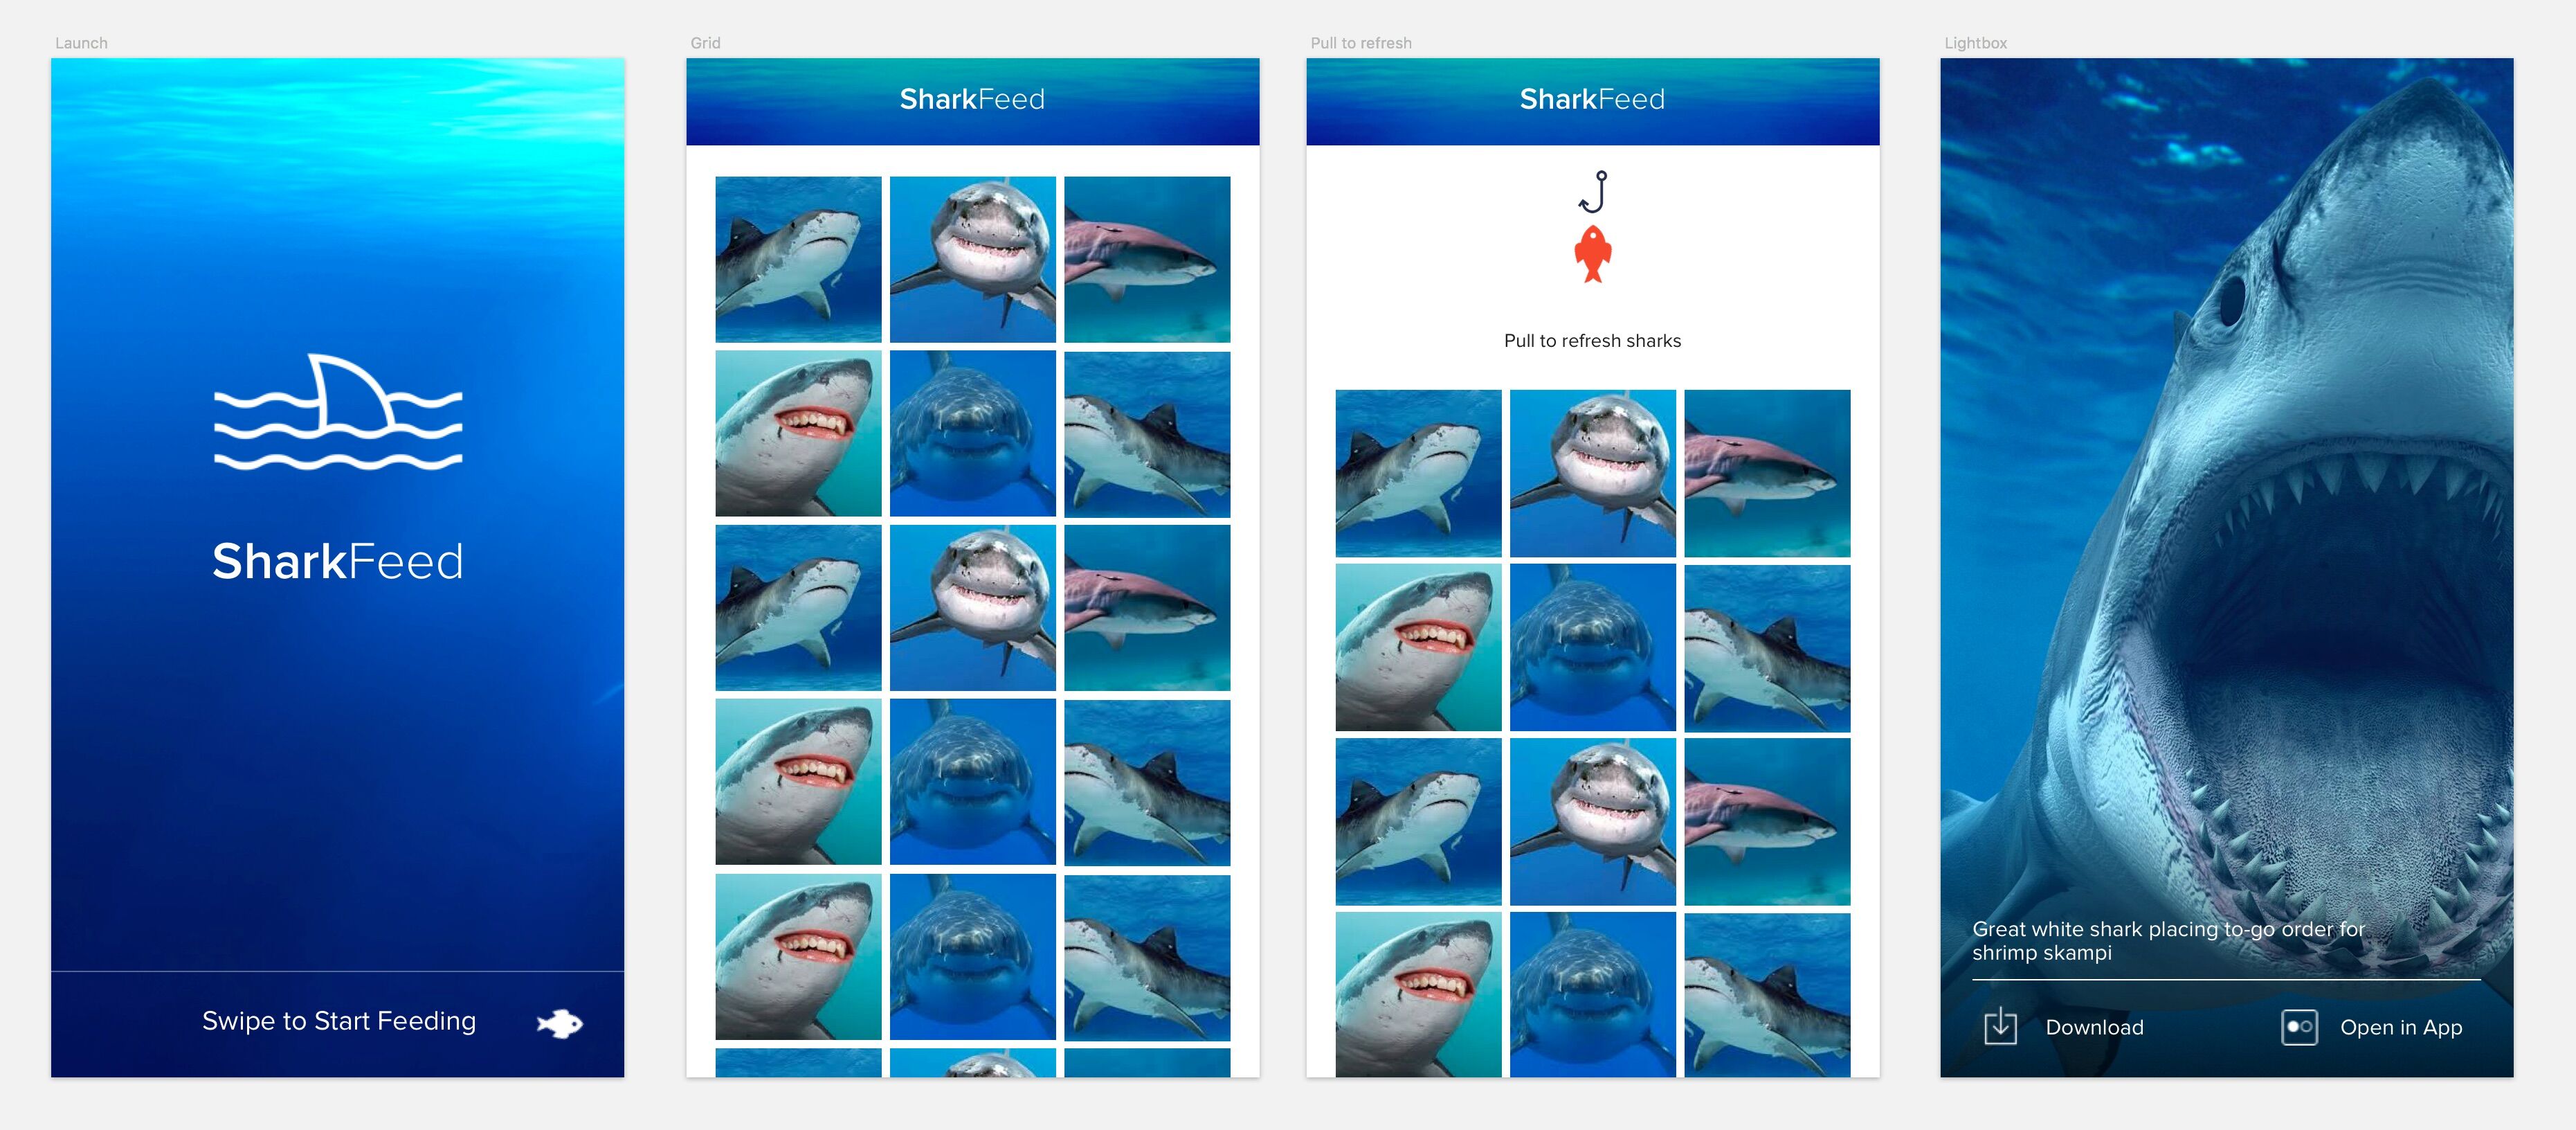 Launch
SharkFeed
Swipe to Start Feeding
Grid
SharkFeed
Pull to refresh
SharkFeed
Pull to refresh sharks
Lightbox
Great white shark placing to-go order for
shrimp skampi
Download
Open in App